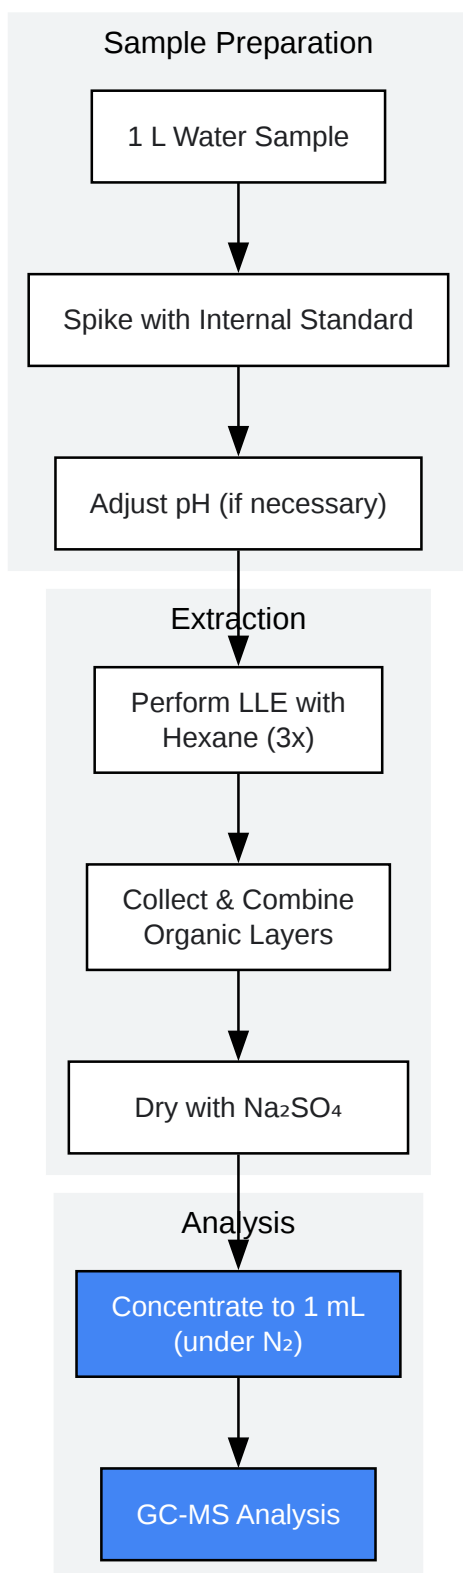 Sample Preparation
1 L Water Sample
Spike with Internal Standard
Adjust pH (if necessary)
Extraction
Perform LLE with
Hexane (3x)
Collect & Combine
Organic Layers
Dry with Na₂SO₄
Analysis
Concentrate to 1 mL
(under N₂)
GC-MS Analysis